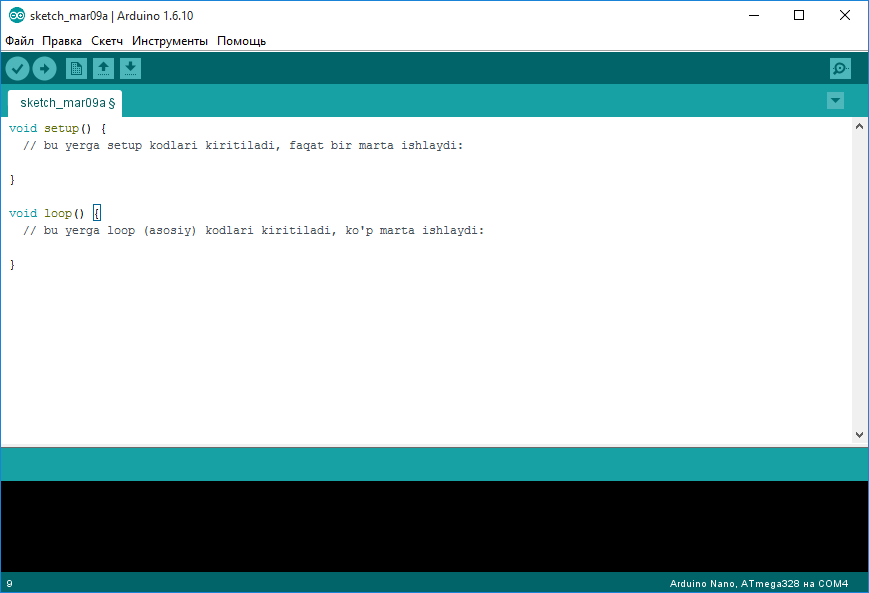 sketch_mar09a | Arduino 1.6.10
Файл Правка Скетч Инструменты Помощь
sketch_mar09a §
void setup() {
  // bu yerga setup kodlari kiritiladi, faqat bir marta ishlaydi:
}
void loop() {
  // bu yerga loop (asosiy) kodlari kiritiladi, ko'p marta ishlaydi:
}
9
Arduino Nano, ATmega328 на COM4